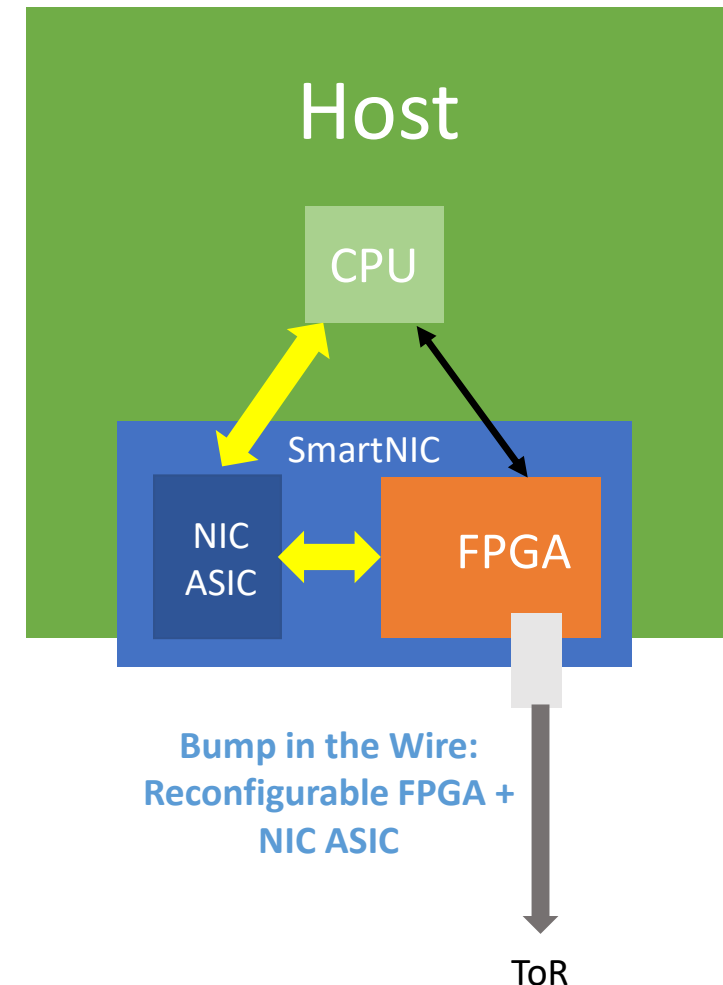 Host
CPU
SmartNIC
NIC
ASIC
FPGA
Bump in the Wire:
Reconfigurable FPGA +
NIC ASIC
ToR